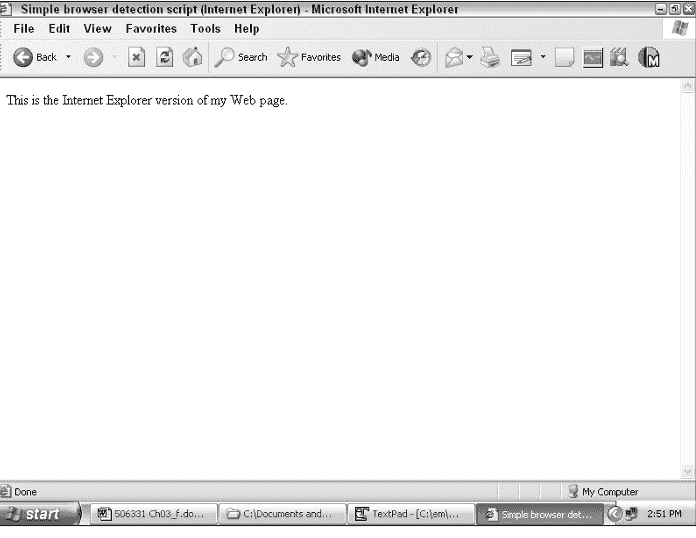 Simple browser detection script (Internet Explorer) - Microsoft Internet Explorer
File Edit View Favorites Tools Help
Back Search Favorites Media
This is the Internet Explorer version of my Web page.
Done My Computer
start 506331 Ch03_f.do... C:\Documents and... TextPad - [C:\em\... Simple browser det... 2:51 PM